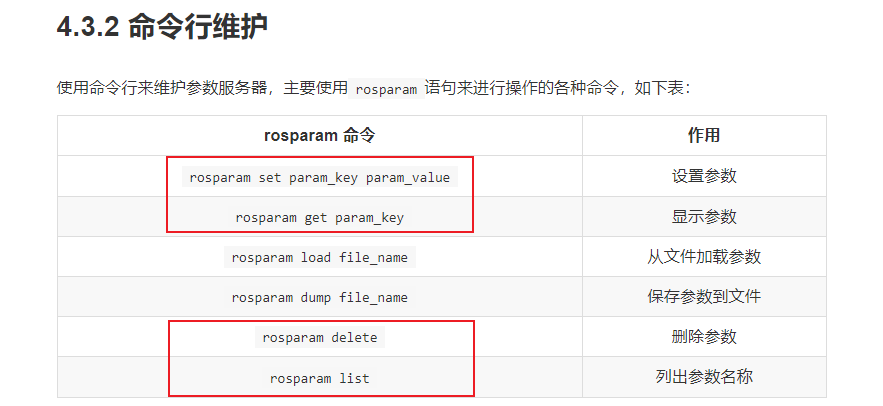 4.3.2 命令行维护
使用命令行来维护参数服务器，主要使用 rosparam 语句来进行操作的各种命令，如下表：
rosparam 命令 作用
rosparam set param_key param_value 设置参数
rosparam get param_key 显示参数
rosparam load file_name 从文件加载参数
rosparam dump file_name 保存参数到文件
rosparam delete 删除参数
rosparam list 列出参数名称